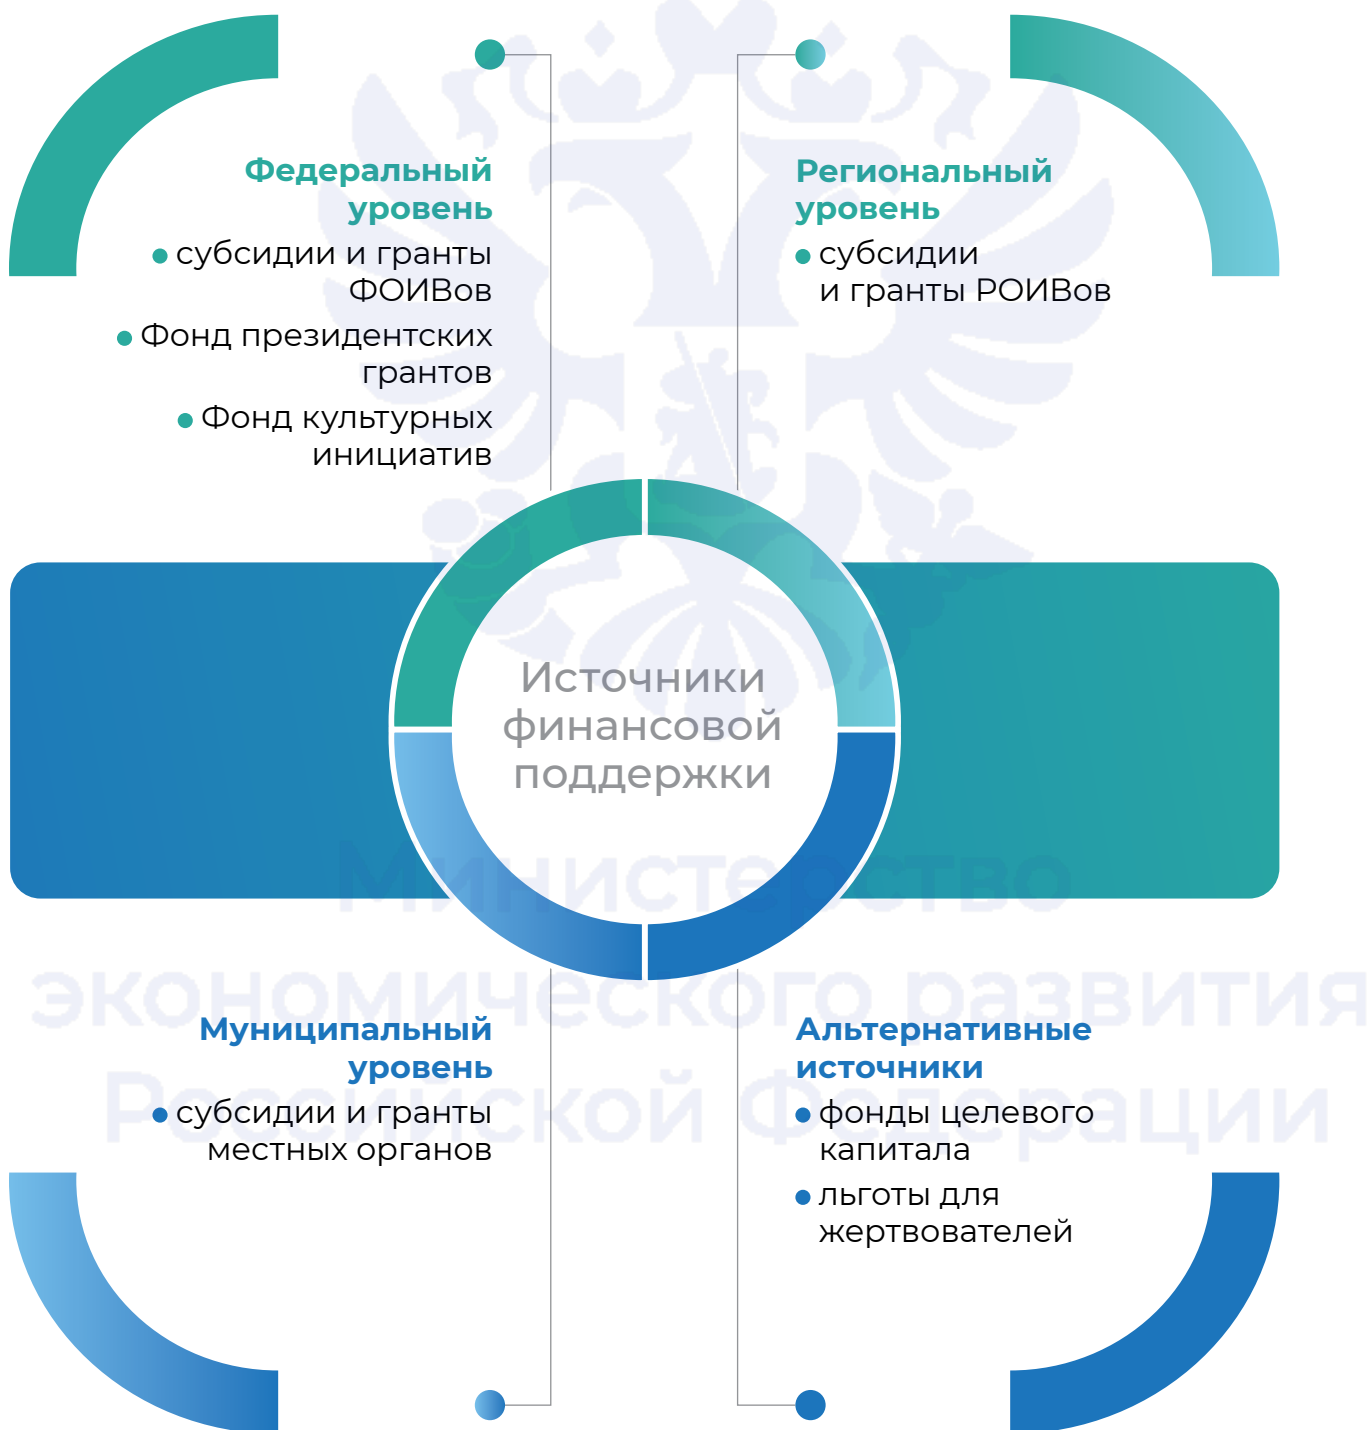 Федеральный
уровень
субсидии и гранты
ФОИВов
Фонд президентских
грантов
Фонд культурных
инициатив
Региональный
уровень
субсидии
и гранты РОИВов
Источники
финансовой
поддержки
Министерство
экономического развития
Российской Федерации
Муниципальный
уровень
субсидии и гранты
местных органов
Альтернативные
источники
фонды целевого
капитала
льготы для
жертвователей